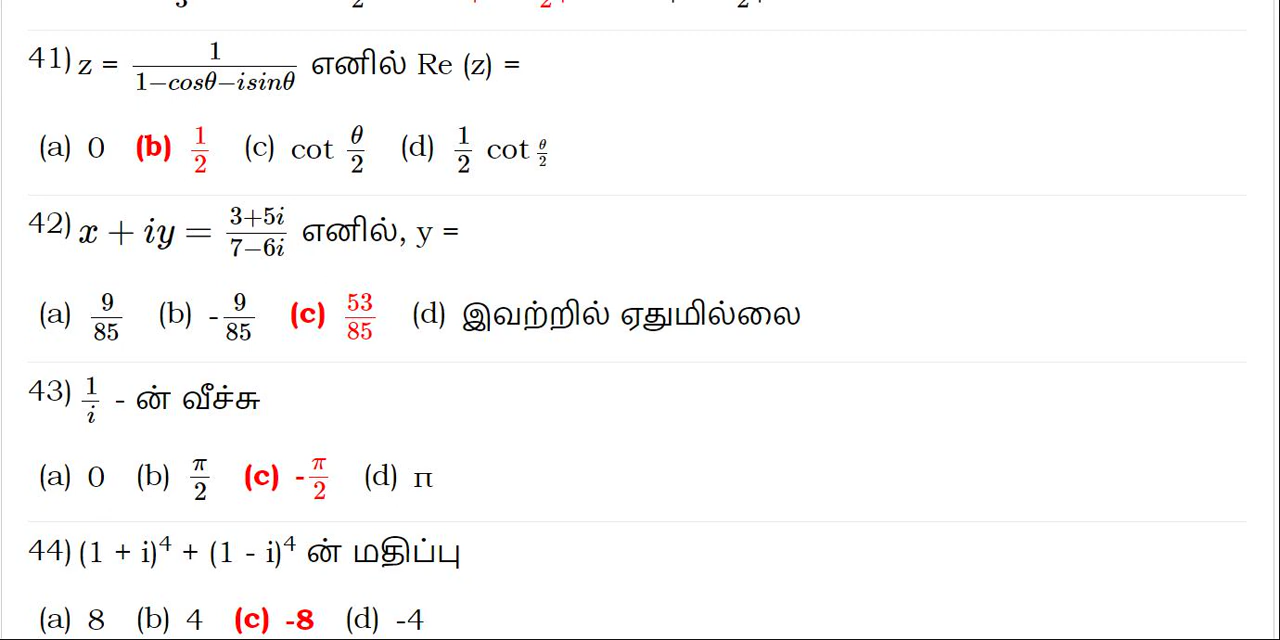 41) z = 1/(1−cosθ−isinθ) எனில் Re (z) =
(a) 0 (b) 1/2 (c) cot θ/2 (d) 1/2 cot θ/2
42) x + iy = (3+5i)/(7−6i) எனில், y =
(a) 9/85 (b) -9/85 (c) 53/85 (d) இவற்றில் ஏதுமில்லை
43) 1/i - ன் வீச்சு
(a) 0 (b) π/2 (c) -π/2 (d) π
44) (1 + i)⁴ + (1 - i)⁴ ன் மதிப்பு
(a) 8 (b) 4 (c) -8 (d) -4